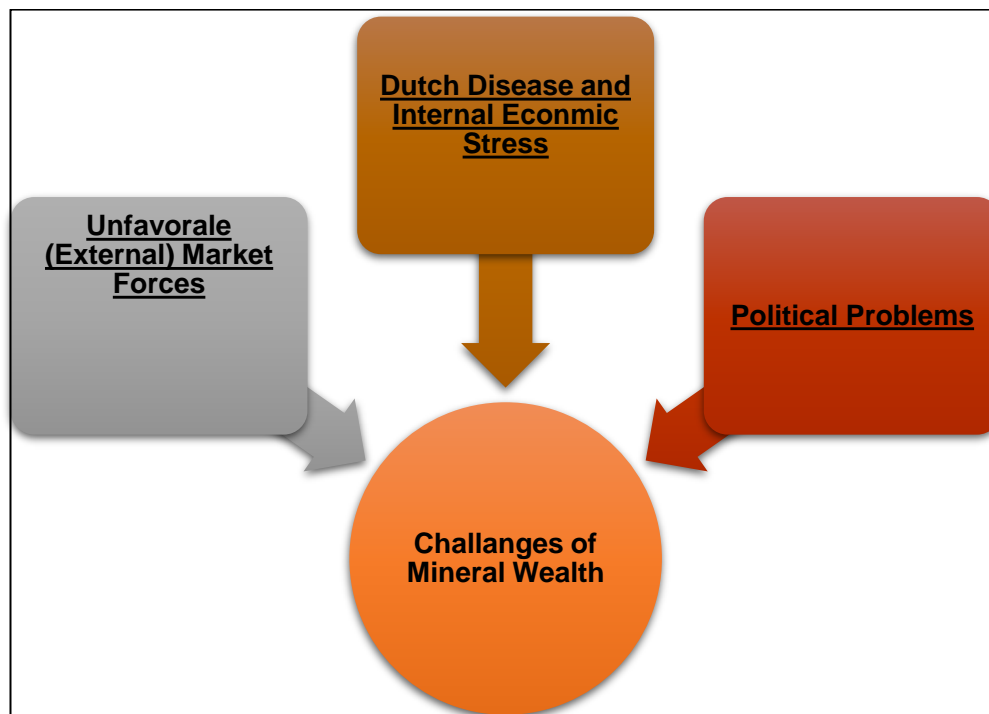 Dutch Disease and
Internal Econmic
Stress
Unfavorale
(External) Market
Forces
Political Problems
Challanges of
Mineral Wealth